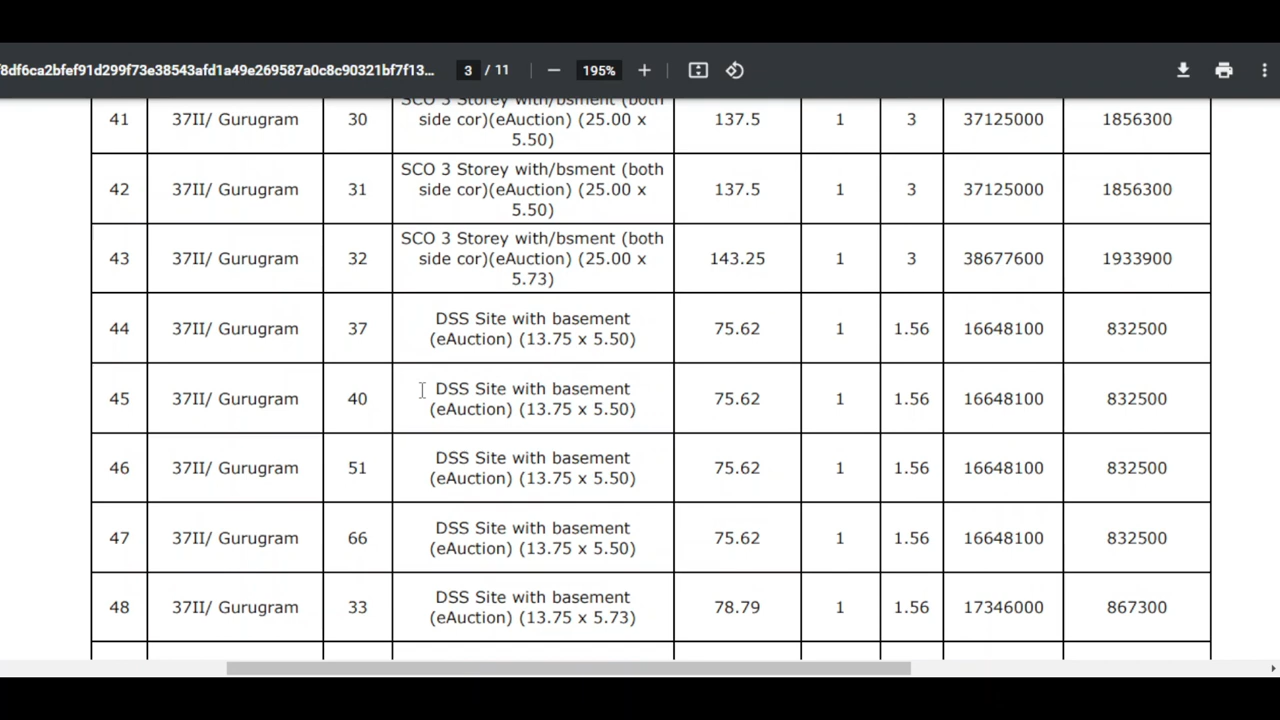 f8df6ca2bfef91d299f73e38543afd1a49e269587a0c8c90321bf7f13... 3 / 11 195%
41 37II/ Gurugram 30 SCO 3 Storey with/bsment (both side cor)(eAuction) (25.00 x 5.50) 137.5 1 3 37125000 1856300
42 37II/ Gurugram 31 SCO 3 Storey with/bsment (both side cor)(eAuction) (25.00 x 5.50) 137.5 1 3 37125000 1856300
43 37II/ Gurugram 32 SCO 3 Storey with/bsment (both side cor)(eAuction) (25.00 x 5.73) 143.25 1 3 38677600 1933900
44 37II/ Gurugram 37 DSS Site with basement (eAuction) (13.75 x 5.50) 75.62 1 1.56 16648100 832500
45 37II/ Gurugram 40 DSS Site with basement (eAuction) (13.75 x 5.50) 75.62 1 1.56 16648100 832500
46 37II/ Gurugram 51 DSS Site with basement (eAuction) (13.75 x 5.50) 75.62 1 1.56 16648100 832500
47 37II/ Gurugram 66 DSS Site with basement (eAuction) (13.75 x 5.50) 75.62 1 1.56 16648100 832500
48 37II/ Gurugram 33 DSS Site with basement (eAuction) (13.75 x 5.73) 78.79 1 1.56 17346000 867300